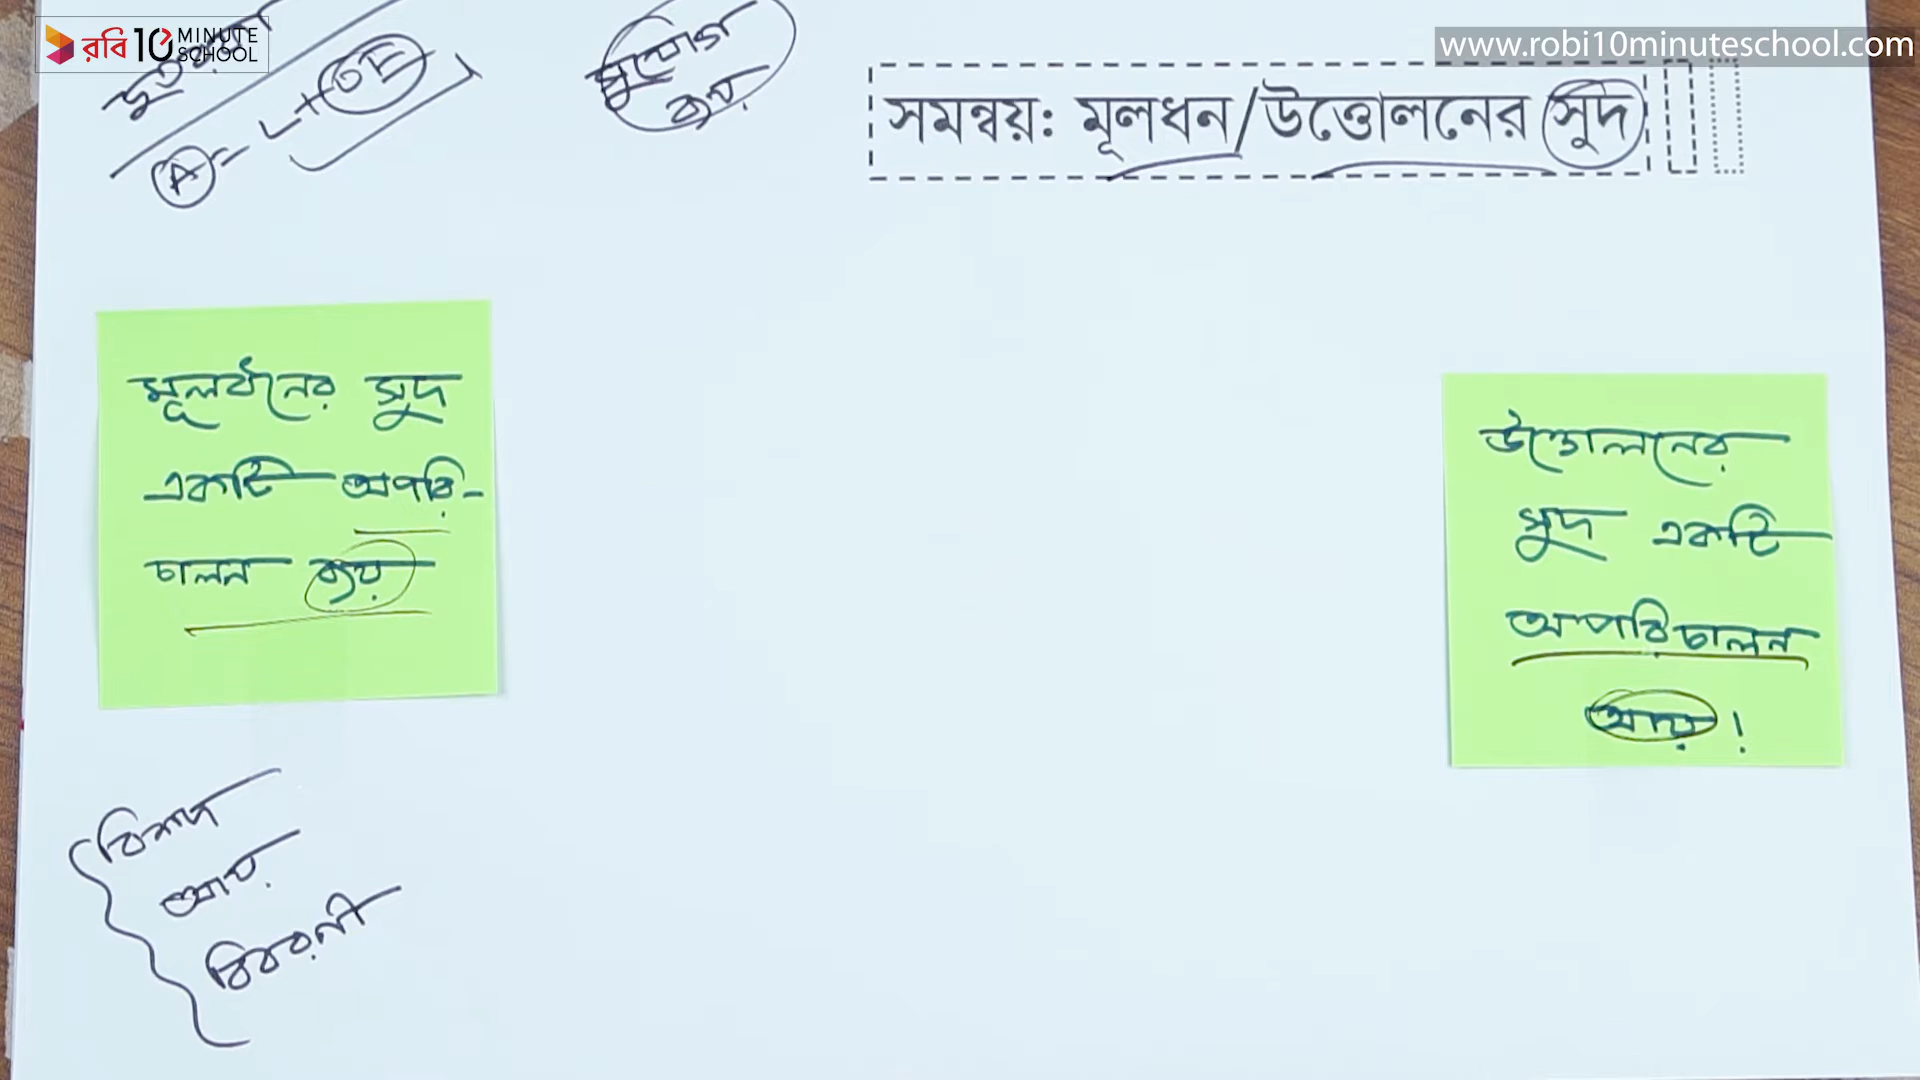 রবি 10 MINUTE SCHOOL
www.robi10minuteschool.com
A = L + OE
সুযোগ
ব্যয়
সমন্বয়: মূলধন/উত্তোলনের সুদ
মূলধনের সুদ
একটি অপরি-
চালন ব্যয়
উত্তোলনের
সুদ একটি
অপরিচালন
আয় !
বিশদ
আয়
বিবরণী